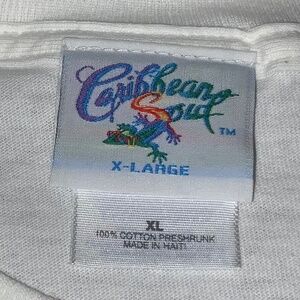 Caribbean
Soul TM
X-LARGE
XL
100% COTTON PRESHRUNK
MADE IN HAITI